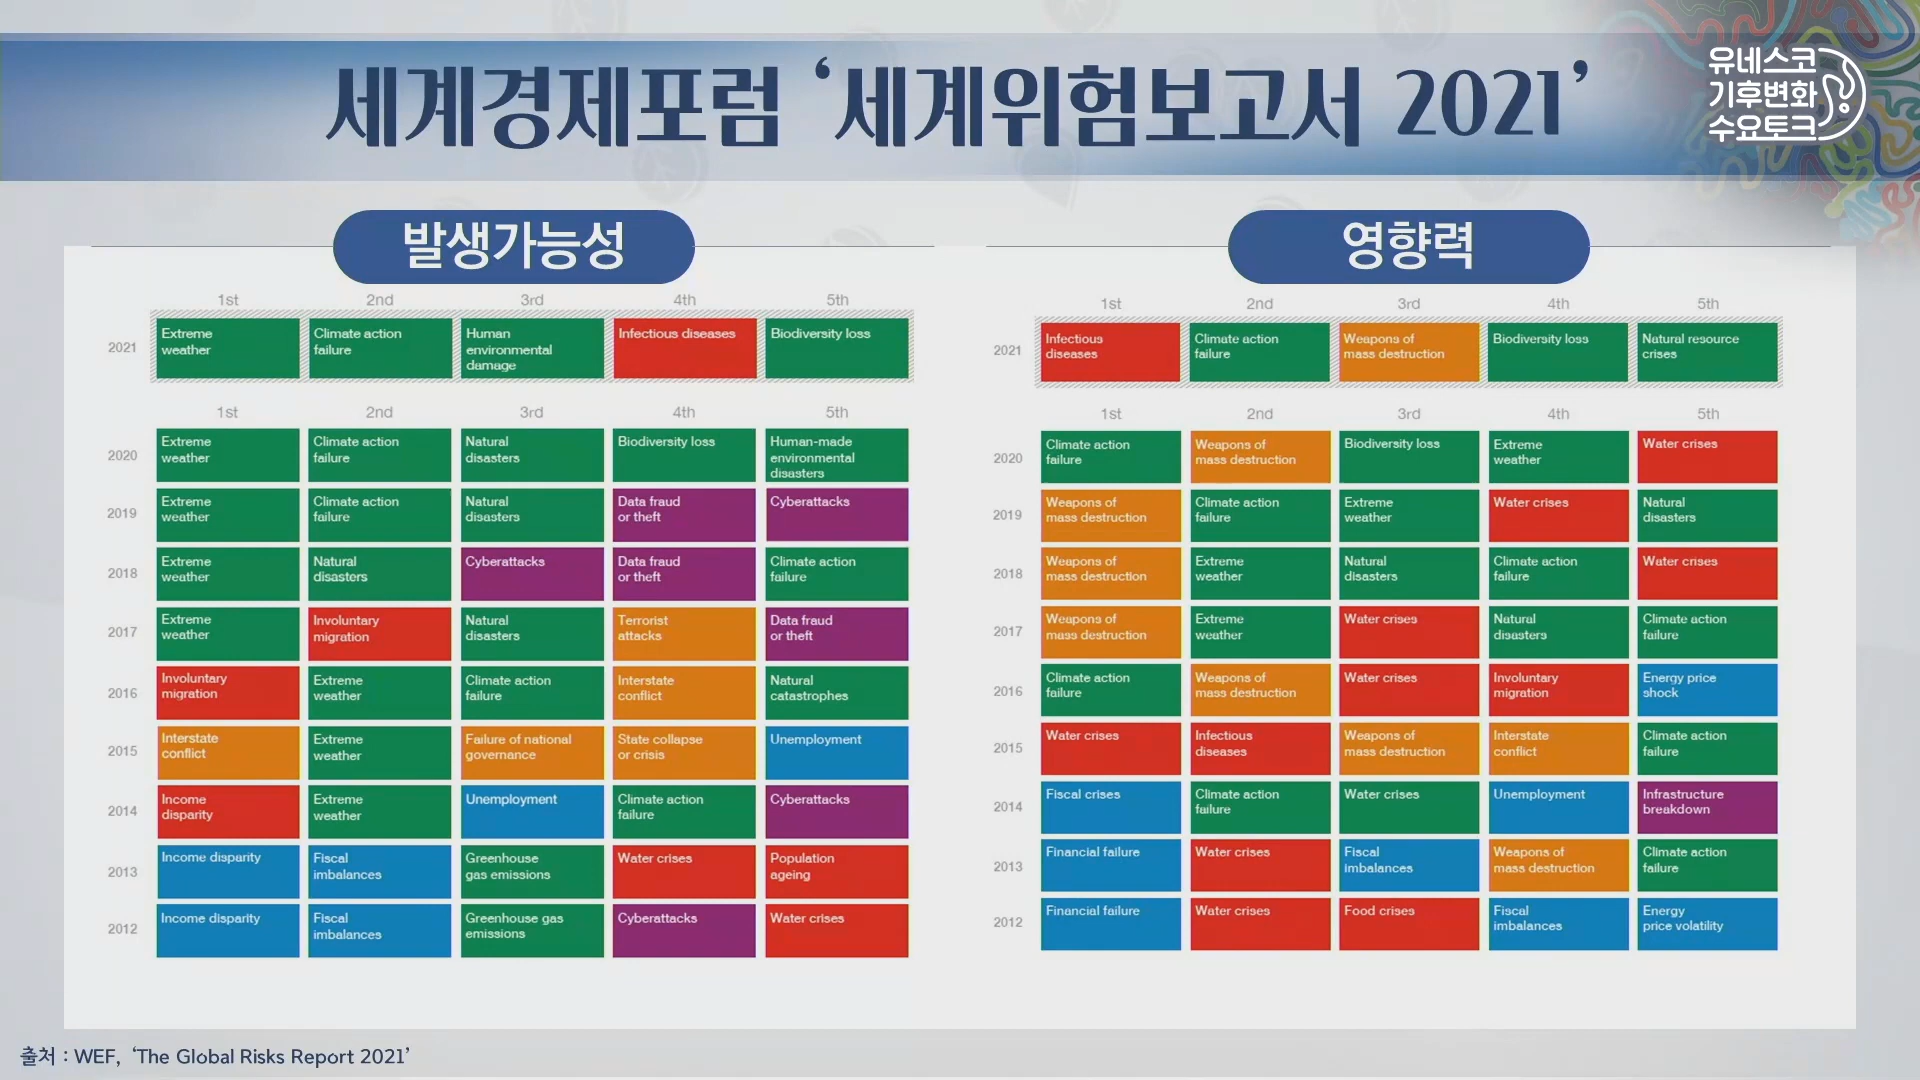 세계경제포럼 ‘세계위험보고서 2021’
유네스코
기후변화
수요토크
발생가능성
1st 2nd 3rd 4th 5th
2021
Extreme
weather
Climate action
failure
Human
environmental
damage
Infectious diseases
Biodiversity loss
1st 2nd 3rd 4th 5th
2020
Extreme
weather
Climate action
failure
Natural
disasters
Biodiversity loss
Human-made
environmental
disasters
2019
Extreme
weather
Climate action
failure
Natural
disasters
Data fraud
or theft
Cyberattacks
2018
Extreme
weather
Natural
disasters
Cyberattacks
Data fraud
or theft
Climate action
failure
2017
Extreme
weather
Involuntary
migration
Natural
disasters
Terrorist
attacks
Data fraud
or theft
2016
Involuntary
migration
Extreme
weather
Climate action
failure
Interstate
conflict
Natural
catastrophes
2015
Interstate
conflict
Extreme
weather
Failure of national
governance
State collapse
or crisis
Unemployment
2014
Income
disparity
Extreme
weather
Unemployment
Climate action
failure
Cyberattacks
2013
Income disparity
Fiscal
imbalances
Greenhouse
gas emissions
Water crises
Population
ageing
2012
Income disparity
Fiscal
imbalances
Greenhouse gas
emissions
Cyberattacks
Water crises
영향력
1st 2nd 3rd 4th 5th
2021
Infectious
diseases
Climate action
failure
Weapons of
mass destruction
Biodiversity loss
Natural resource
crises
1st 2nd 3rd 4th 5th
2020
Climate action
failure
Weapons of
mass destruction
Biodiversity loss
Extreme
weather
Water crises
2019
Weapons of
mass destruction
Climate action
failure
Extreme
weather
Water crises
Natural
disasters
2018
Weapons of
mass destruction
Extreme
weather
Natural
disasters
Climate action
failure
Water crises
2017
Weapons of
mass destruction
Extreme
weather
Water crises
Natural
disasters
Climate action
failure
2016
Climate action
failure
Weapons of
mass destruction
Water crises
Involuntary
migration
Energy price
shock
2015
Water crises
Infectious
diseases
Weapons of
mass destruction
Interstate
conflict
Climate action
failure
2014
Fiscal crises
Climate action
failure
Water crises
Unemployment
Infrastructure
breakdown
2013
Financial failure
Water crises
Fiscal
imbalances
Weapons of
mass destruction
Climate action
failure
2012
Financial failure
Water crises
Food crises
Fiscal
imbalances
Energy
price volatility
출처 : WEF, ‘The Global Risks Report 2021’